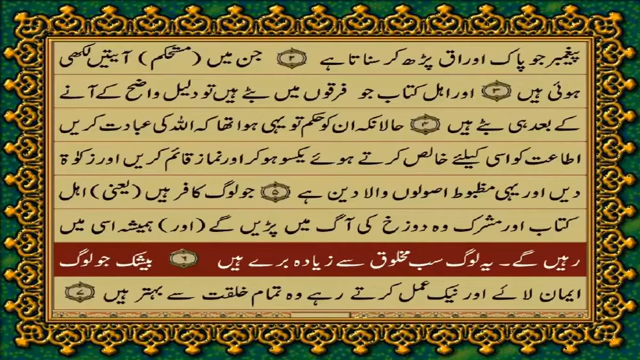 پیغمبر جو پاک اوراق پڑھ کر سناتا ہے ۲ جن میں (مستحکم) آیتیں لکھی
ہوئی ہیں ۳ اور اہل کتاب جو فرقوں میں بٹے ہیں تو دلیل واضح کے آنے
کے بعد ہی بٹے ہیں ۴ حالانکہ ان کو حکم تو یہی ہوا تھا کہ اللہ کی عبادت کریں
اطاعت کو اسی کیلئے خالص کرتے ہوئے یکسو ہو کر اور نماز قائم کریں اور زکوٰۃ
دیں اور یہی مظبوط اصولوں والا دین ہے ۵ جو لوگ کافر ہیں (یعنی) اہل
کتاب اور مشرک وہ دوزخ کی آگ میں پڑیں گے (اور) ہمیشہ اسی میں
رہیں گے۔ یہ لوگ سب مخلوق سے زیادہ برے ہیں ۶ بیشک جو لوگ
ایمان لائے اور نیک عمل کرتے رہے وہ تمام خلقت سے بہتر ہیں ۷